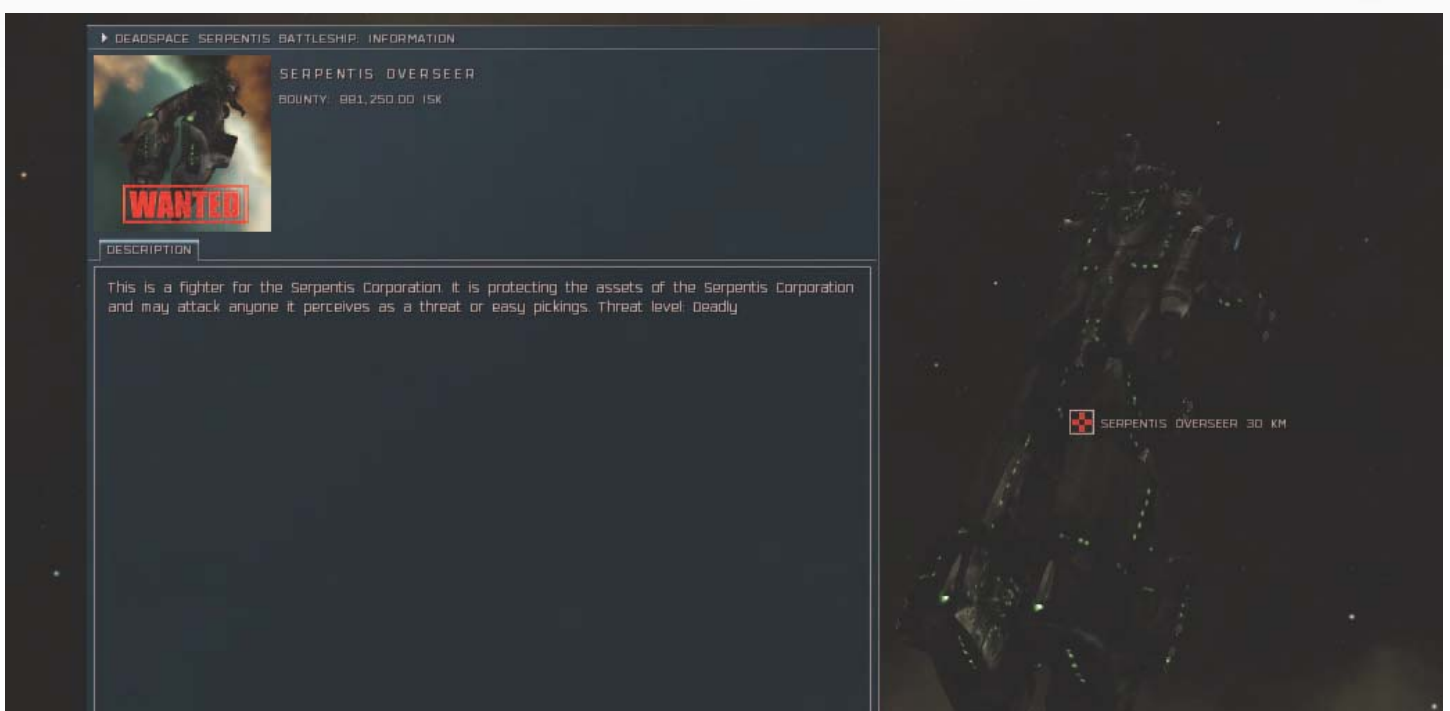 DEADSPACE SERPENTIS BATTLESHIP: INFORMATION
SERPENTIS OVERSEER
BOUNTY: 881,250.00 ISK
WANTED
DESCRIPTION
This is a fighter for the Serpentis Corporation. It is protecting the assets of the Serpentis Corporation
and may attack anyone it perceives as a threat or easy pickings. Threat level: Deadly
SERPENTIS OVERSEER 30 KM